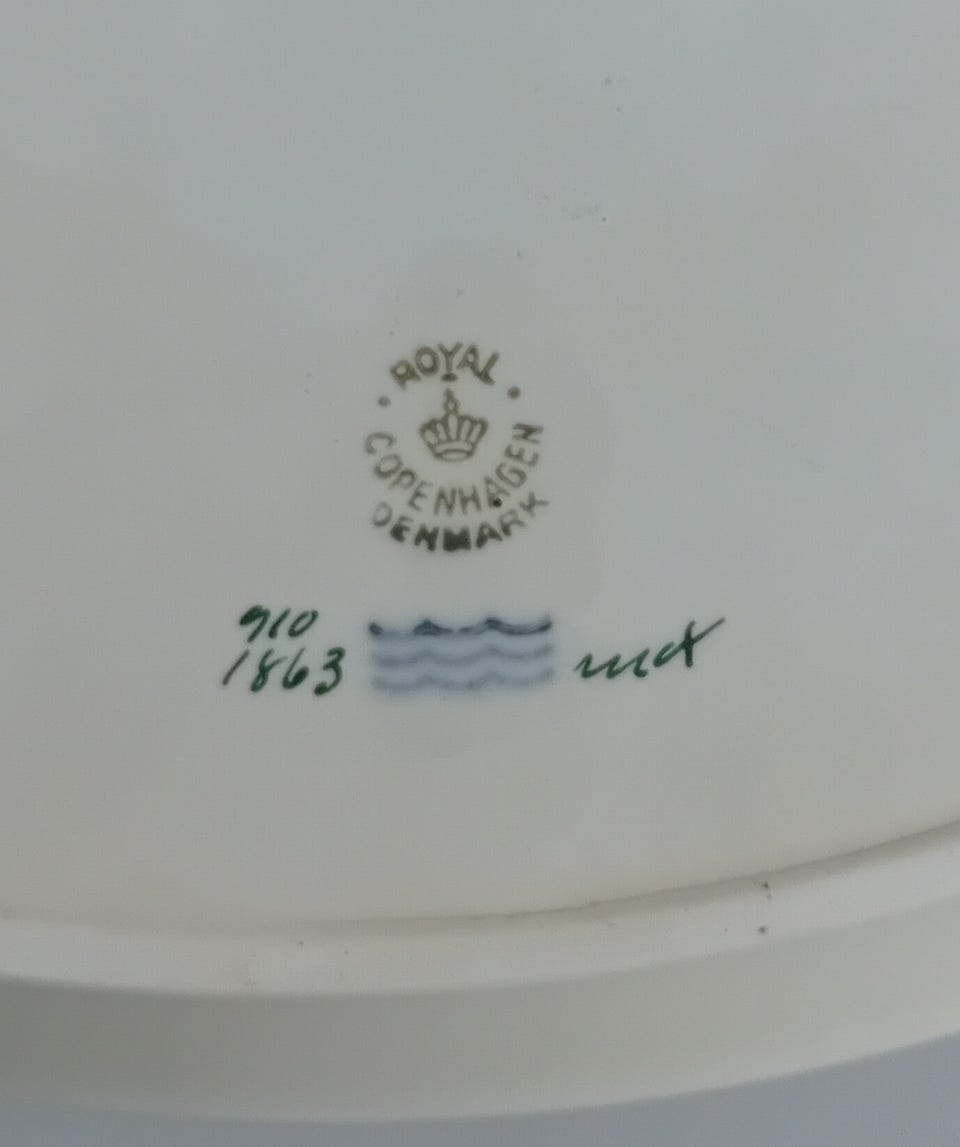 ROYAL
COPENHAGEN
DENMARK
910
1863